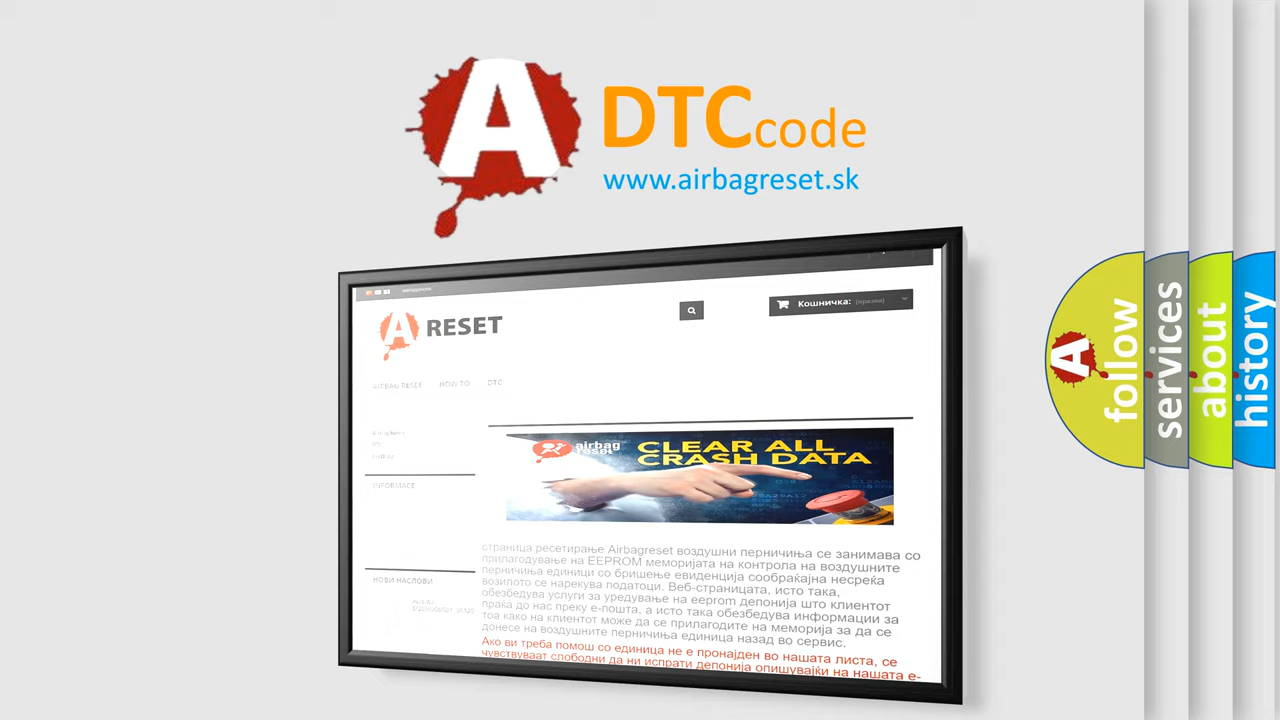 A
DTCcode
www.airbagreset.sk
A RESET
Кошничка: (празни)
AIRBAG RESET HOW TO DTC
airbag
reset
CLEAR ALL
CRASH DATA
INFORMACE
НОВИ НАСЛОВИ
страница ресетирање Airbagreset воздушни перничиња се занимава со
прилагодување на EEPROM меморијата на контрола на воздушните
перничиња единици со бришење евиденција сообраќајна несреќа
возилото се нарекува податоци. Веб-страницата, исто така,
обезбедува услуги за уредување на eeprom депонија што клиентот
праќа до нас преку е-пошта, а исто така обезбедува информации за
тоа како на клиентот може да се прилагодите на меморија за да се
донесе на воздушните перничиња единица назад во сервис.
Ако ви треба помош со единица не е пронајден во нашата листа, се
чувствуваат слободни да ни испрати депонија опишувајќи на нашата е-
A
follow
services
about
history